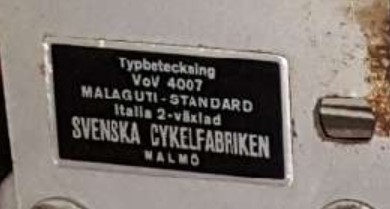 Typbeteckning
VoV 4007
MALAGUTI-STANDARD
Italia 2-växlad
SVENSKA CYKELFABRIKEN
MALMÖ